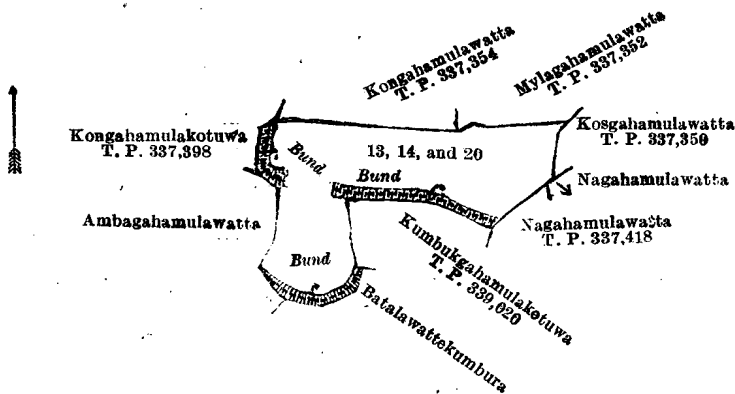 Kongahamulawatta
T. P. 337,354
Mylagahamulawatta
T. P. 337,352
Kongahamulakotuwa
T. P. 337,398
Bund
13, 14, and 20
Kosgahamulawatta
T. P. 337,350
Bund
Nagahamulawatta
Ambagahamulawatta
Nagahamulawatta
T. P. 337,418
Kumbukgahamulakotuwa
T. P. 339,020
Bund
Batalawattekumbura